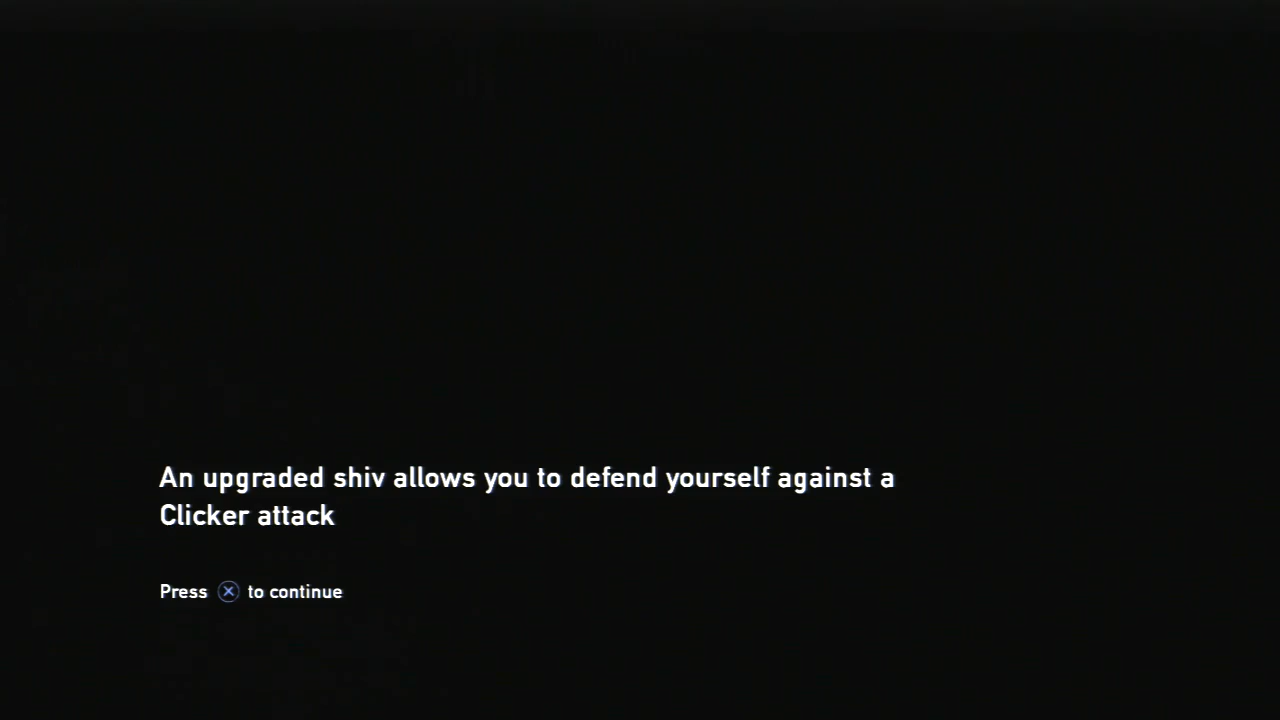 An upgraded shiv allows you to defend yourself against a
Clicker attack
Press ⓧ to continue